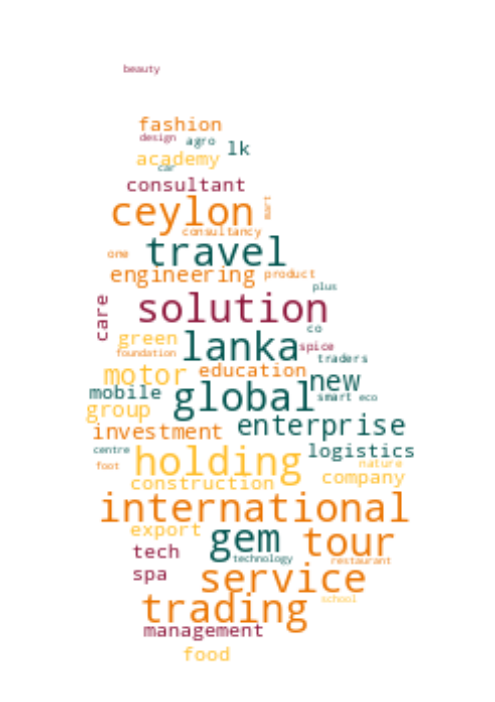 beauty
fashion
design agro lk
academy
car
consultant
ceylon mart
consultancy
one travel
engineering product
plus
care solution
co
green lanka spice
foundation traders
motor education new
mobile global smart eco
group
investment enterprise
centre holding logistics
foot nature
construction company
international
export gem tour
tech technology restaurant
spa service
trading school
management
food